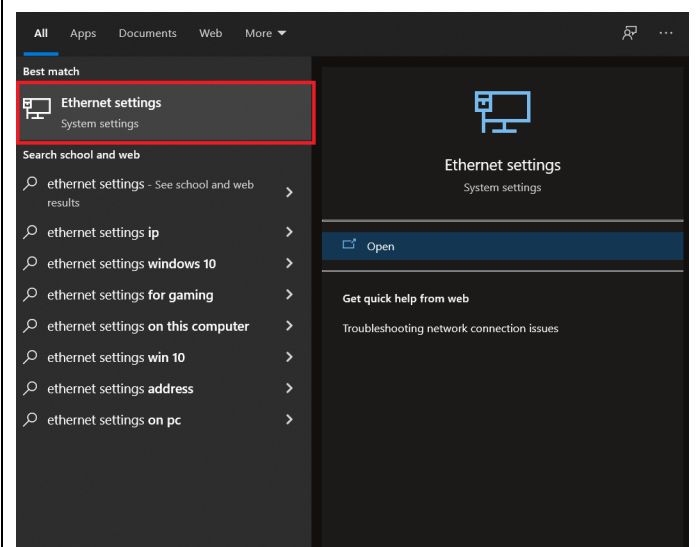 All Apps Documents Web More
Best match
Ethernet settings
System settings
Search school and web
ethernet settings - See school and web
results
ethernet settings ip
ethernet settings windows 10
ethernet settings for gaming
ethernet settings on this computer
ethernet settings win 10
ethernet settings address
ethernet settings on pc
Ethernet settings
System settings
Open
Get quick help from web
Troubleshooting network connection issues